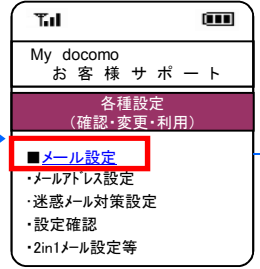 My docomo
お客様サポート
各種設定
（確認・変更・利用）
■メール設定
・メールアドレス設定
・迷惑メール対策設定
・設定確認
・2in1メール設定等